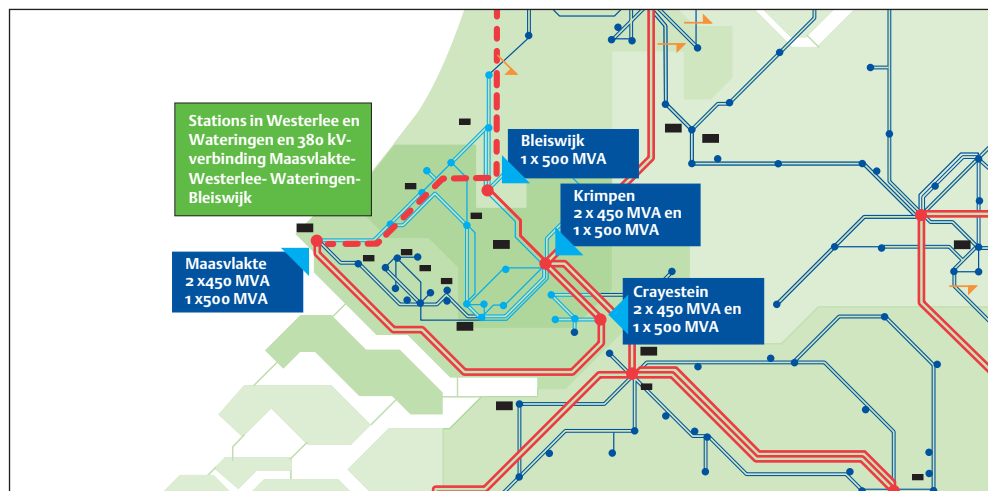 Stations in Westerlee en
Wateringen en 380 kV-
verbinding Maasvlakte-
Westerlee- Wateringen-
Bleiswijk
Bleiswijk
1 x 500 MVA
Krimpen
2 x 450 MVA en
1 x 500 MVA
Maasvlakte
2 x450 MVA
1 x500 MVA
Crayestein
2 x 450 MVA en
1 x 500 MVA